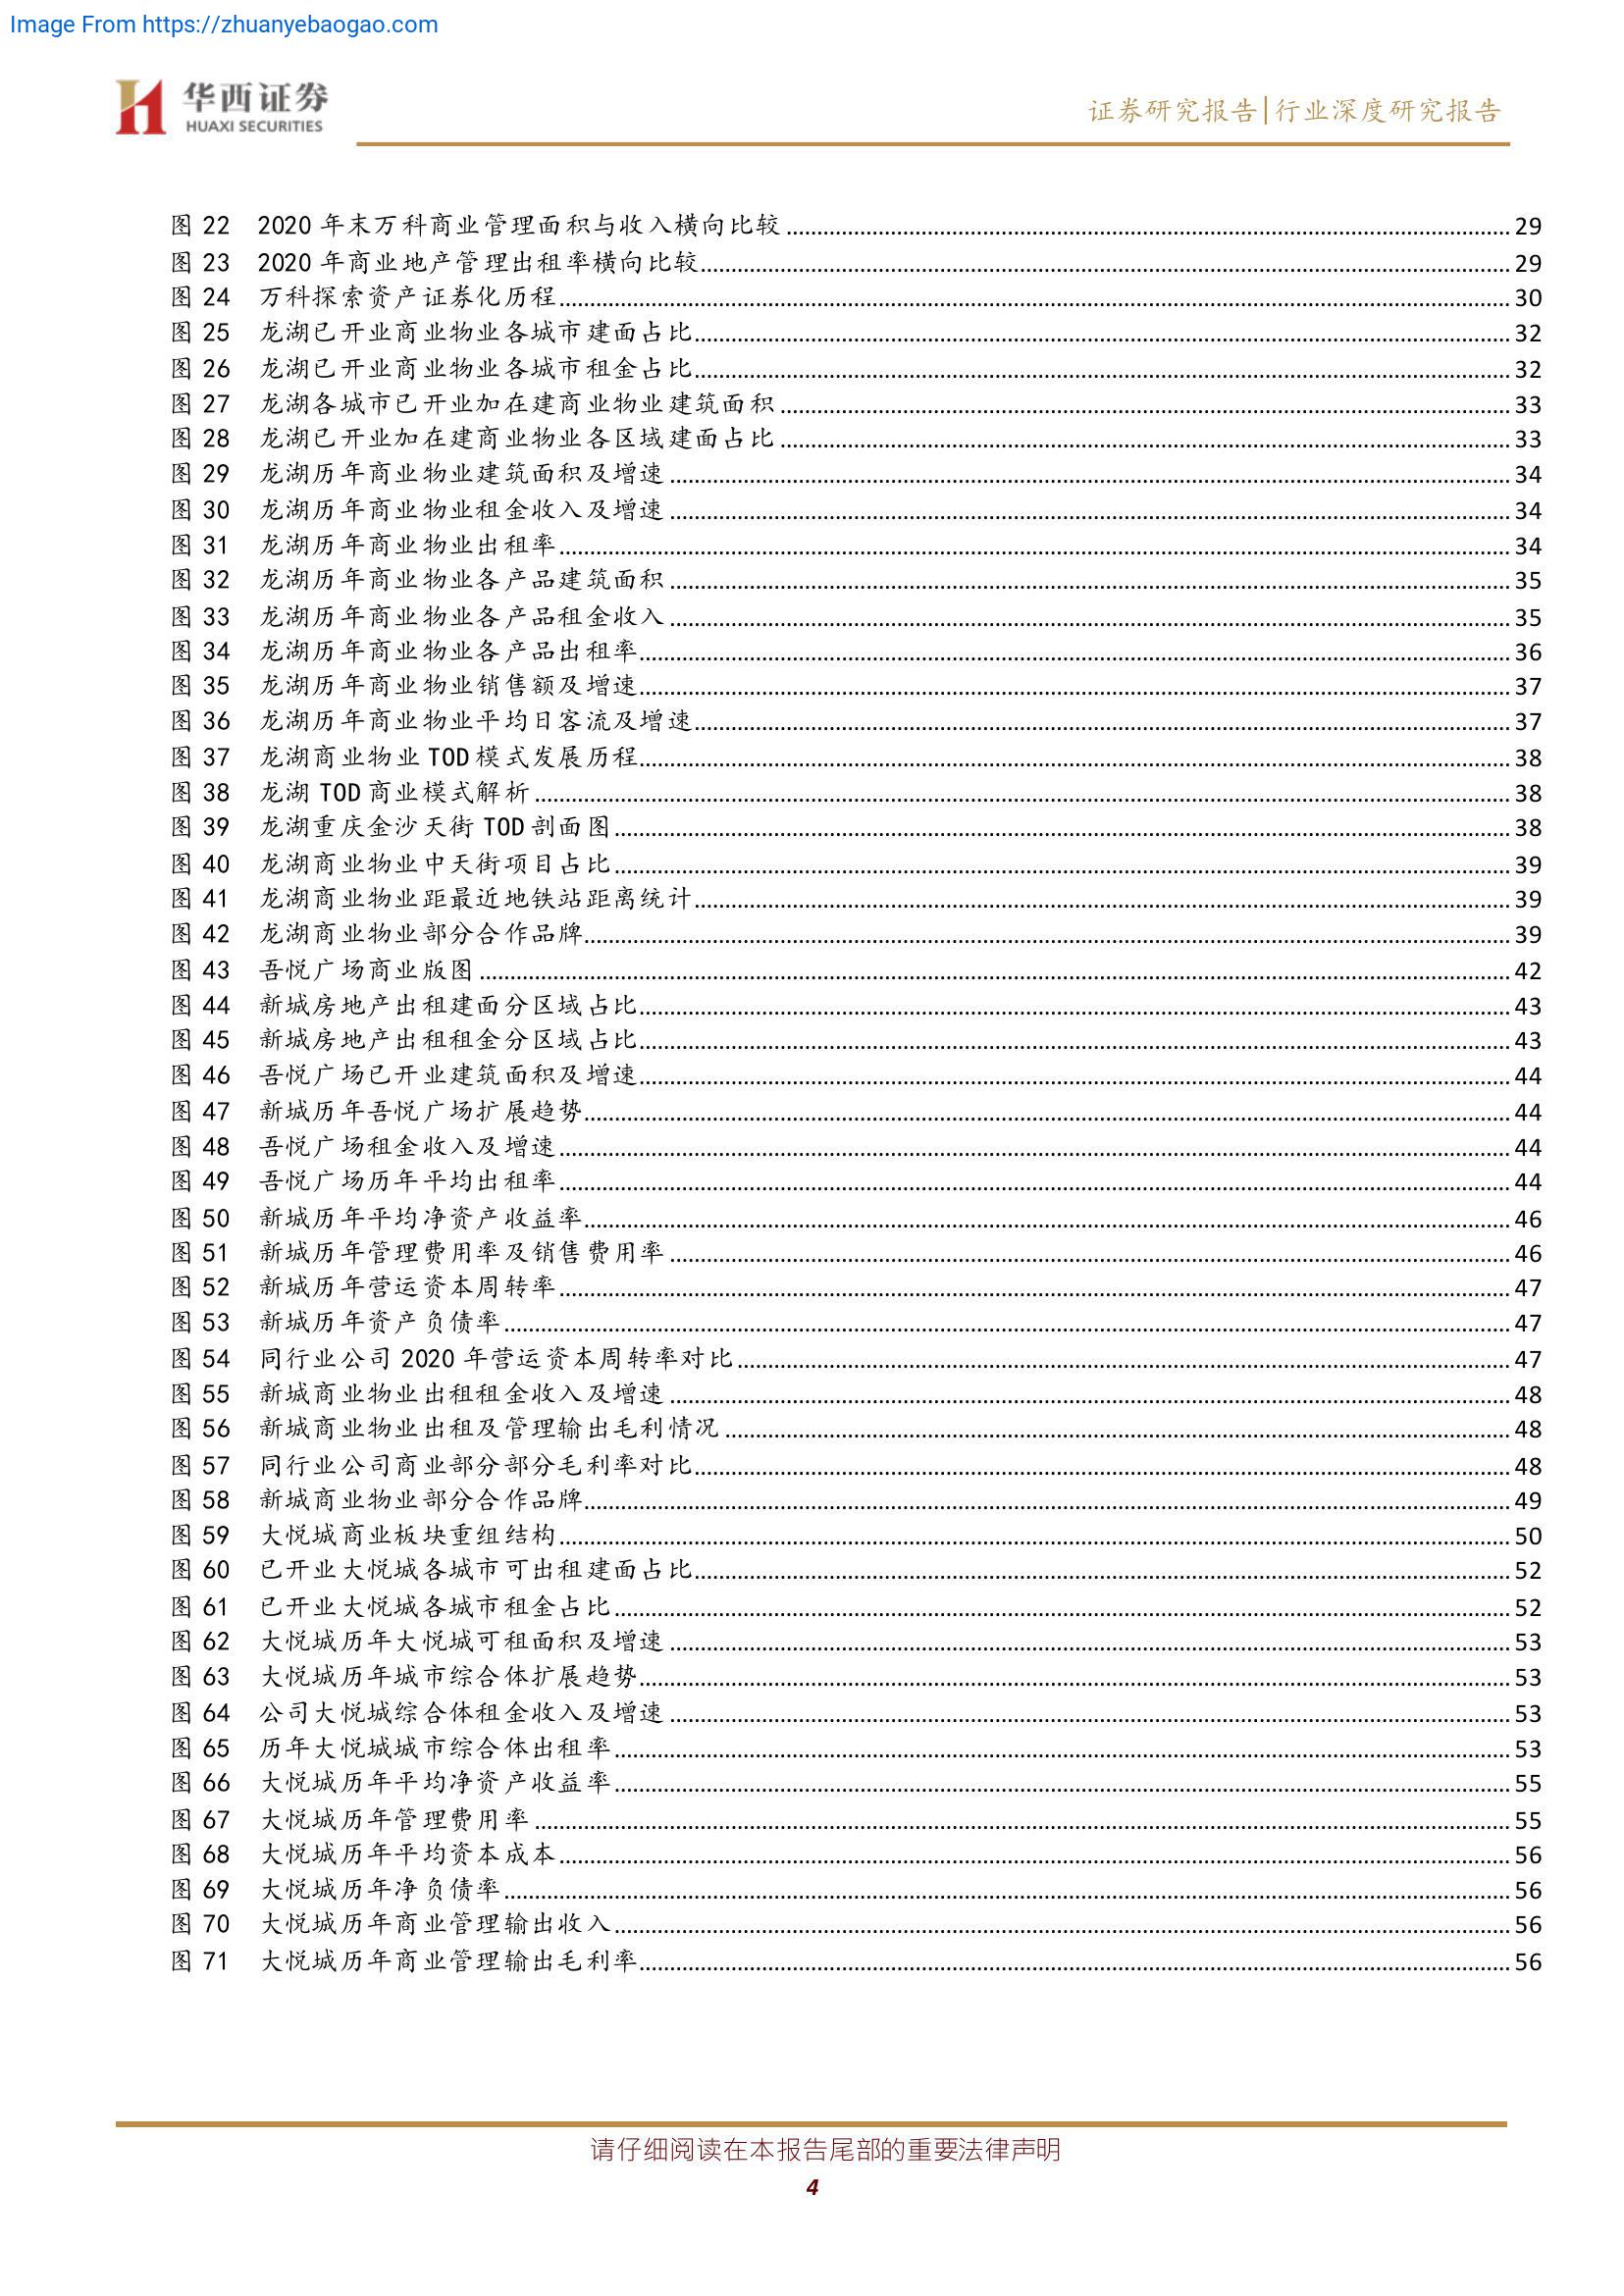 Image From https://zhuanyebaogao.com
华西证券
HUAXI SECURITIES
证券研究报告|行业深度研究报告
图 22 2020 年末万科商业管理面积与收入横向比较 29
图 23 2020 年商业地产管理出租率横向比较 29
图 24 万科探索资产证券化历程 30
图 25 龙湖已开业商业物业各城市建面占比 32
图 26 龙湖已开业商业物业各城市租金占比 32
图 27 龙湖各城市已开业加在建商业物业建筑面积 33
图 28 龙湖已开业加在建商业物业各区域建面占比 33
图 29 龙湖历年商业物业建筑面积及增速 34
图 30 龙湖历年商业物业租金收入及增速 34
图 31 龙湖历年商业物业出租率 34
图 32 龙湖历年商业物业各产品建筑面积 35
图 33 龙湖历年商业物业各产品租金收入 35
图 34 龙湖历年商业物业各产品出租率 36
图 35 龙湖历年商业物业销售额及增速 37
图 36 龙湖历年商业物业平均日客流及增速 37
图 37 龙湖商业物业 TOD 模式发展历程 38
图 38 龙湖 TOD 商业模式解析 38
图 39 龙湖重庆金沙天街 TOD 剖面图 38
图 40 龙湖商业物业中天街项目占比 39
图 41 龙湖商业物业距最近地铁站距离统计 39
图 42 龙湖商业物业部分合作品牌 39
图 43 吾悦广场商业版图 42
图 44 新城房地产出租建面分区域占比 43
图 45 新城房地产出租租金分区域占比 43
图 46 吾悦广场已开业建筑面积及增速 44
图 47 新城历年吾悦广场扩展趋势 44
图 48 吾悦广场租金收入及增速 44
图 49 吾悦广场历年平均出租率 44
图 50 新城历年平均净资产收益率 46
图 51 新城历年管理费用率及销售费用率 46
图 52 新城历年营运资本周转率 47
图 53 新城历年资产负债率 47
图 54 同行业公司 2020 年营运资本周转率对比 47
图 55 新城商业物业出租租金收入及增速 48
图 56 新城商业物业出租及管理输出毛利情况 48
图 57 同行业公司商业部分部分毛利率对比 48
图 58 新城商业物业部分合作品牌 49
图 59 大悦城商业板块重组结构 50
图 60 已开业大悦城各城市可出租建面占比 52
图 61 已开业大悦城各城市租金占比 52
图 62 大悦城历年大悦城可租面积及增速 53
图 63 大悦城历年城市综合体扩展趋势 53
图 64 公司大悦城综合体租金收入及增速 53
图 65 历年大悦城城市综合体出租率 53
图 66 大悦城历年平均净资产收益率 55
图 67 大悦城历年管理费用率 55
图 68 大悦城历年平均资本成本 56
图 69 大悦城历年净负债率 56
图 70 大悦城历年商业管理输出收入 56
图 71 大悦城历年商业管理输出毛利率 56
请仔细阅读在本报告尾部的重要法律声明
4